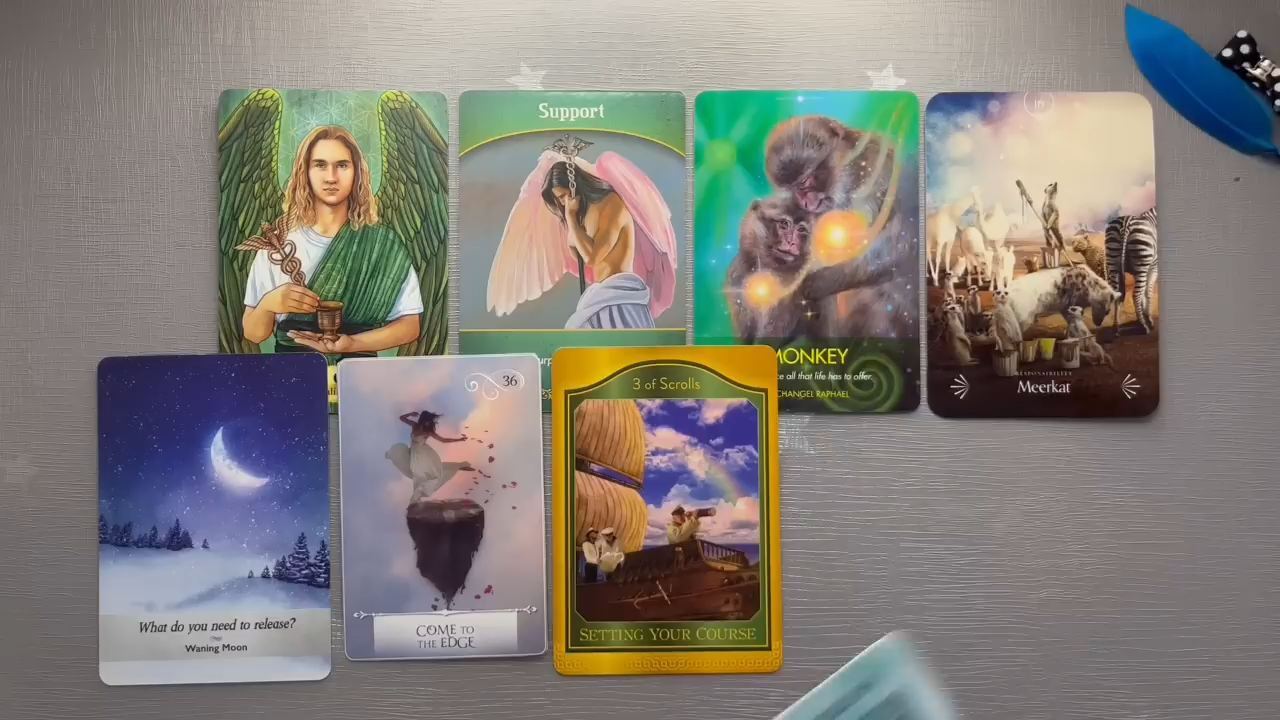 Support
MONKEY
ce all that life has to offer.
CHANGEL RAPHAEL
Meerkat
What do you need to release?
Waning Moon
36
COME TO
THE EDGE
3 of Scrolls
SETTING YOUR COURSE